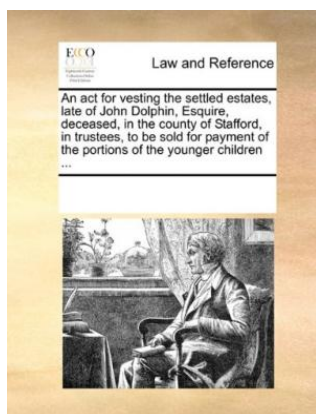 ECCO
Law and Reference
An act for vesting the settled estates,
late of John Dolphin, Esquire,
deceased, in the county of Stafford,
in trustees, to be sold for payment of
the portions of the younger children
...